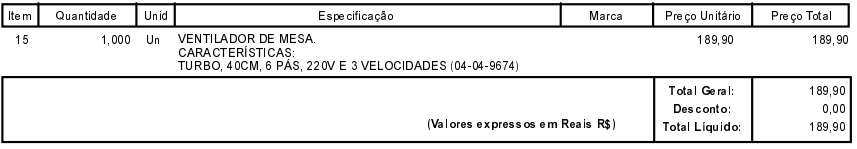 Item Quantidade Unid Especificação Marca Preço Unitário Preço Total
15 1,000 Un VENTILADOR DE MESA. 189,90 189,90
CARACTERÍSTICAS:
TURBO, 40CM, 6 PÁS, 220V E 3 VELOCIDADES (04-04-9674)
Total Geral: 189,90
Desconto: 0,00
(Valores expressos em Reais R$) Total Líquido: 189,90